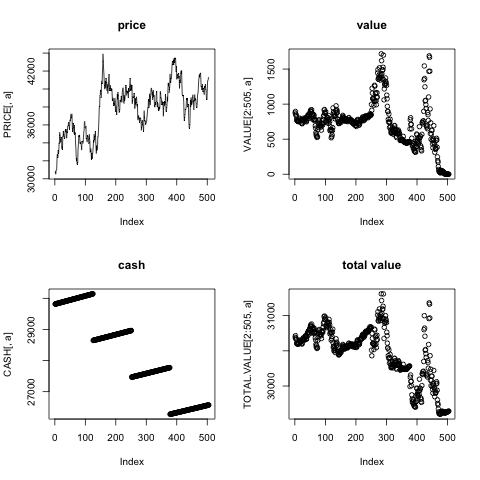 price
PRICE[, a]
30000 36000 42000
0 100 200 300 400 500
Index
value
VALUE[2:505, a]
0 500 1000 1500
0 100 200 300 400 500
Index
cash
CASH[, a]
27000 29000
0 100 200 300 400 500
Index
total value
TOTAL.VALUE[2:505, a]
30000 31000
0 100 200 300 400 500
Index